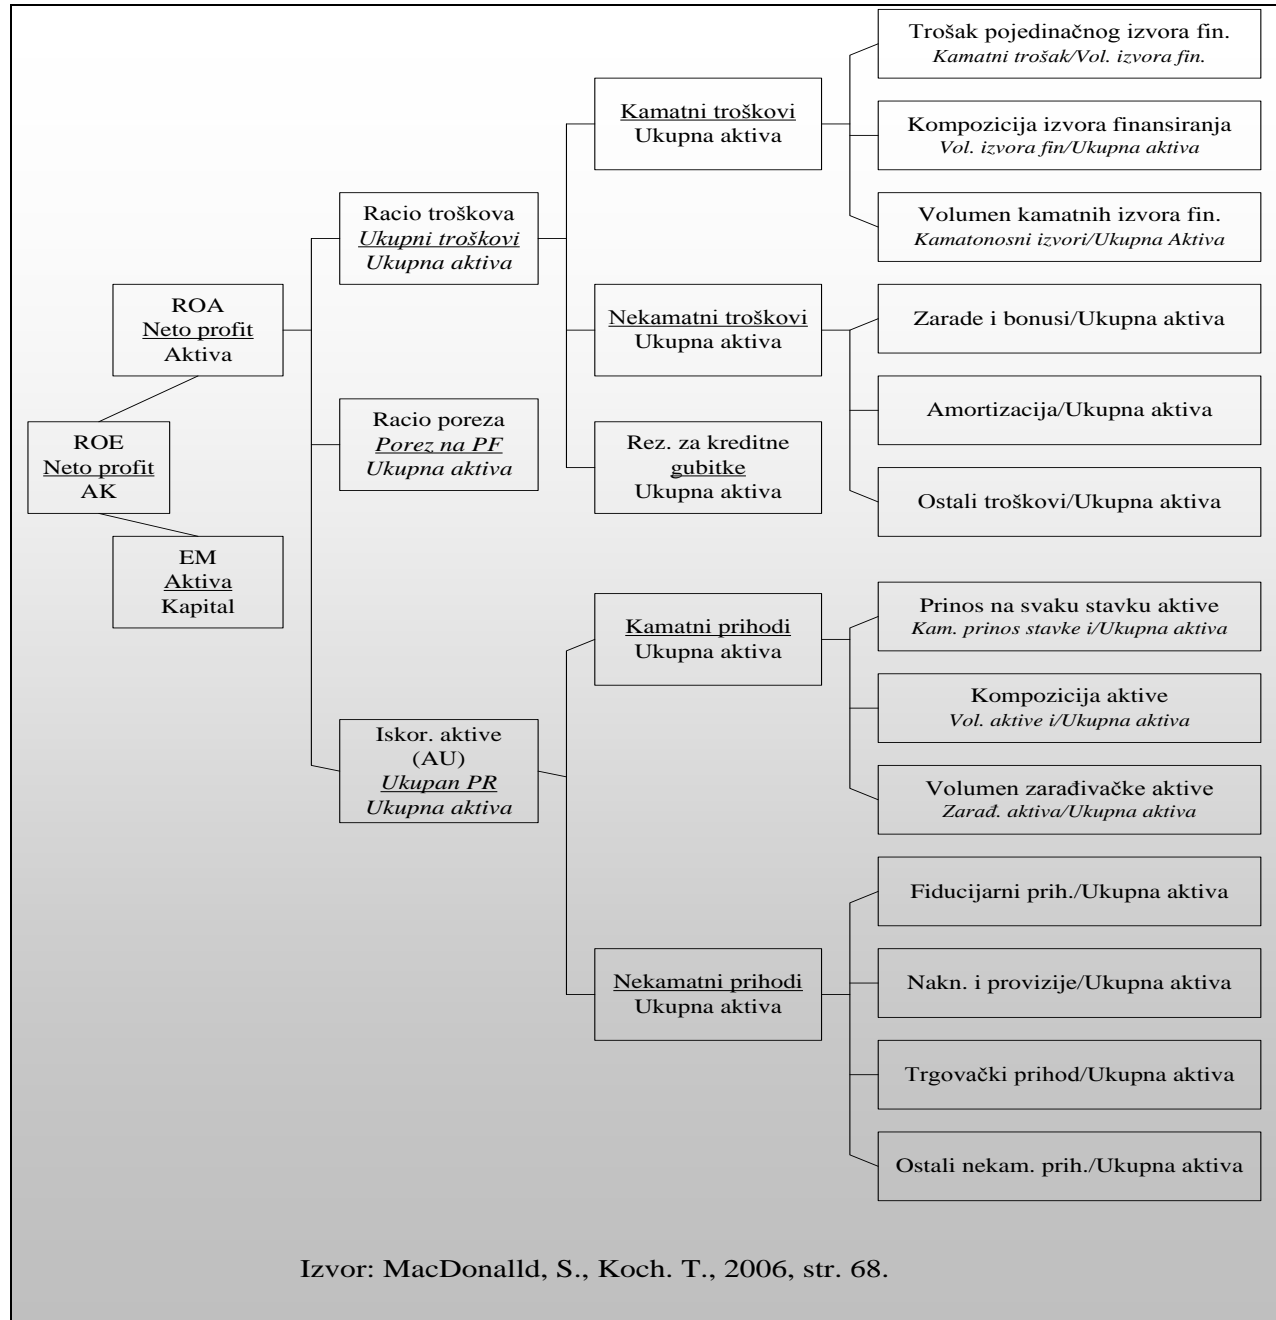 ROE
Neto profit
AK
ROA
Neto profit
Aktiva
EM
Aktiva
Kapital
Racio troškova
Ukupni troškovi
Ukupna aktiva
Racio poreza
Porez na PF
Ukupna aktiva
Iskor. aktive
(AU)
Ukupan PR
Ukupna aktiva
Kamatni troškovi
Ukupna aktiva
Nekamatni troškovi
Ukupna aktiva
Rez. za kreditne
gubitke
Ukupna aktiva
Kamatni prihodi
Ukupna aktiva
Nekamatni prihodi
Ukupna aktiva
Trošak pojedinačnog izvora fin.
Kamatni trošak/Vol. izvora fin.
Kompozicija izvora finansiranja
Vol. izvora fin/Ukupna aktiva
Volumen kamatnih izvora fin.
Kamatonosni izvori/Ukupna Aktiva
Zarade i bonusi/Ukupna aktiva
Amortizacija/Ukupna aktiva
Ostali troškovi/Ukupna aktiva
Prinos na svaku stavku aktive
Kam. prinos stavke i/Ukupna aktiva
Kompozicija aktive
Vol. aktive i/Ukupna aktiva
Volumen zarađivačke aktive
Zarađ. aktiva/Ukupna aktiva
Fiducijarni prih./Ukupna aktiva
Nakn. i provizije/Ukupna aktiva
Trgovački prihod/Ukupna aktiva
Ostali nekam. prih./Ukupna aktiva
Izvor: MacDonalld, S., Koch. T., 2006, str. 68.